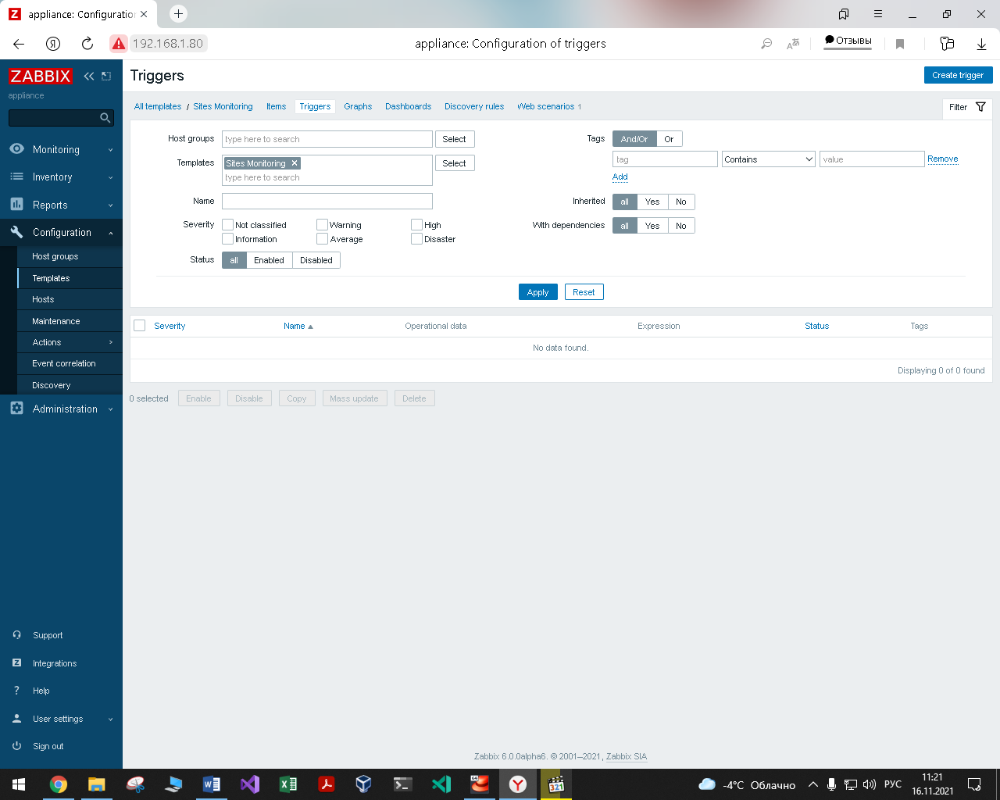 appliance: Configuration
192.168.1.80
appliance: Configuration of triggers
Отзывы
ZABBIX
appliance
Monitoring
Inventory
Reports
Configuration
Host groups
Templates
Hosts
Maintenance
Actions
Event correlation
Discovery
Administration
Support
Integrations
Help
User settings
Sign out
Triggers
Create trigger
All templates / Sites Monitoring Items Triggers Graphs Dashboards Discovery rules Web scenarios 1
Filter
Host groups type here to search Select
Templates Sites Monitoring Select
type here to search
Name
Severity Not classified Warning High
Information Average Disaster
Status all Enabled Disabled
Tags And/Or Or
tag Contains value Remove
Add
Inherited all Yes No
With dependencies all Yes No
Apply Reset
Severity Name Operational data Expression Status Tags
No data found.
Displaying 0 of 0 found
0 selected Enable Disable Copy Mass update Delete
Zabbix 6.0.0alpha6. © 2001–2021, Zabbix SIA
321
-4°C Облачно
РУС
11:21
16.11.2021